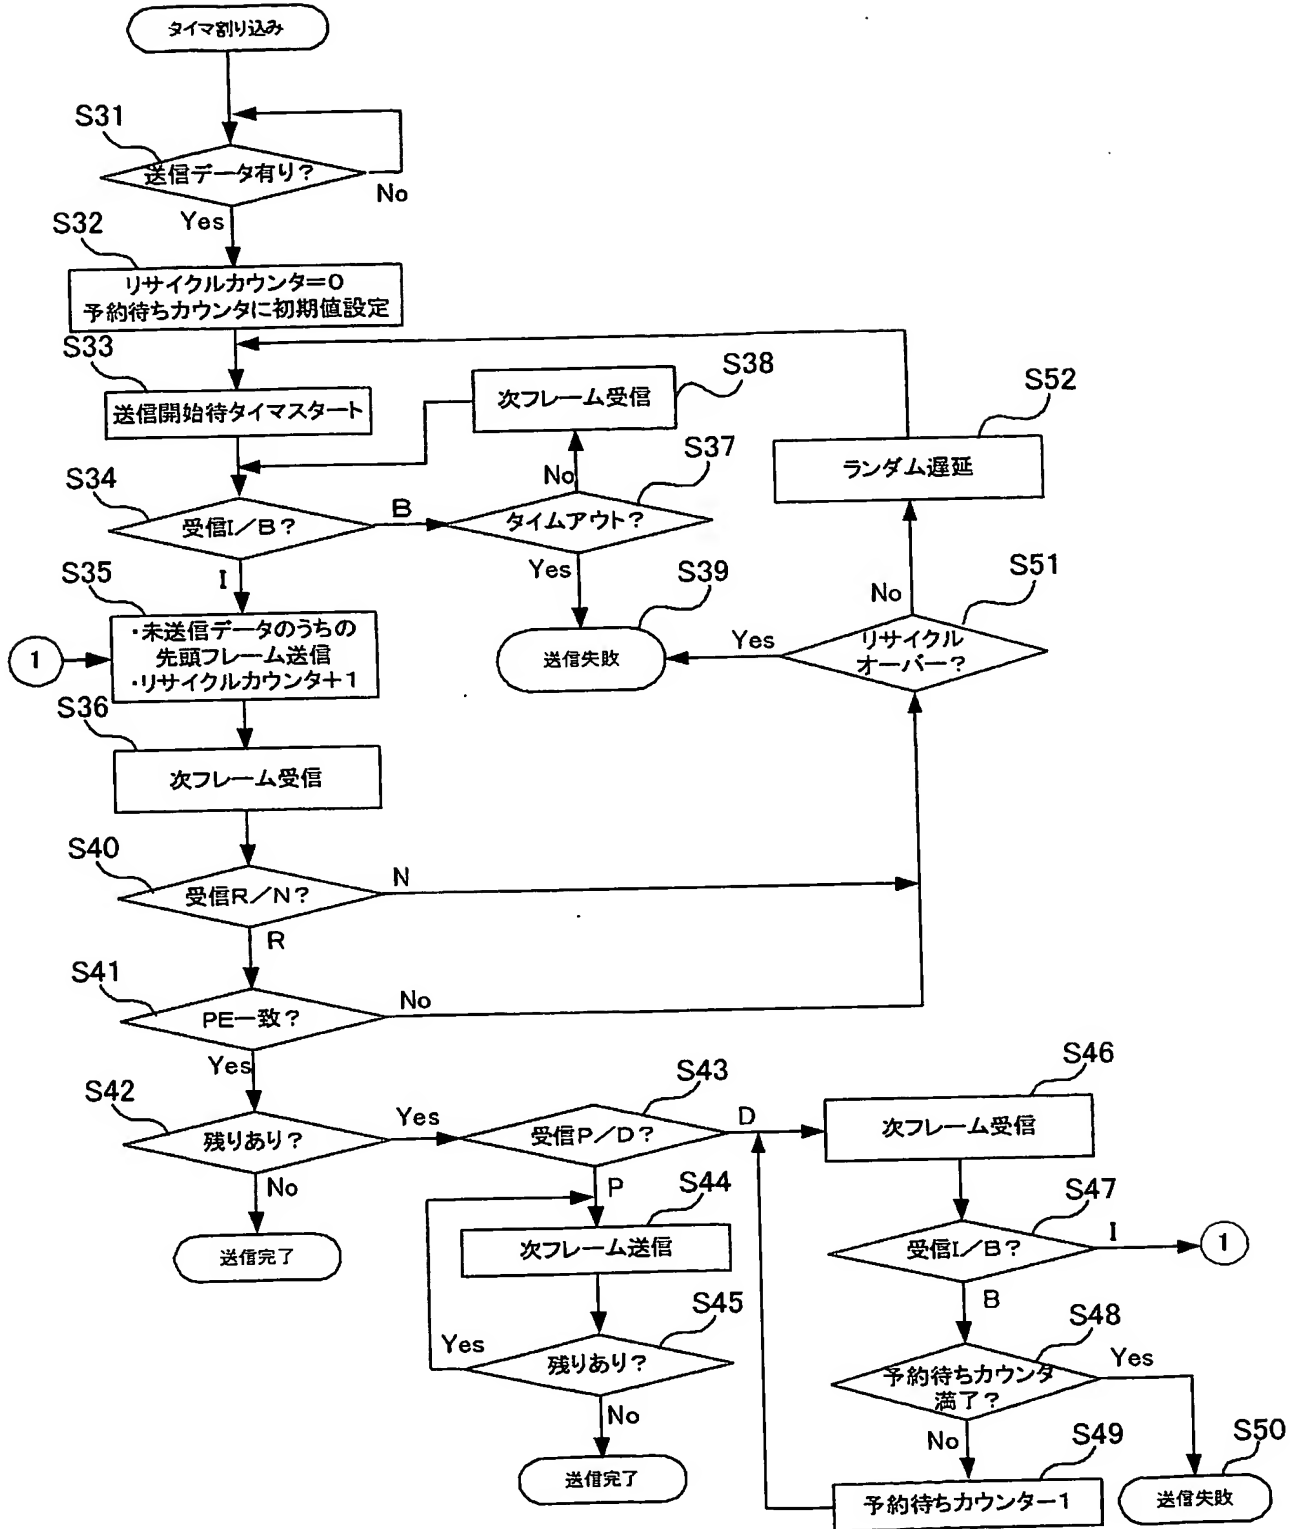 タイマ割り込み
S31
送信データ有り?
No
Yes
S32
リサイクルカウンタ=0
予約待ちカウンタに初期値設定
S33
送信開始待タイマスタート
S38
次フレーム受信
S52
ランダム遅延
S34
受信I/B?
B
No
S37
タイムアウト?
I
Yes
S35
・未送信データのうちの
先頭フレーム送信
・リサイクルカウンタ+1
1
S39
送信失敗
Yes
No
S51
リサイクル
オーバー?
S36
次フレーム受信
S40
受信R/N?
N
R
S41
PE一致?
No
Yes
S42
残りあり?
Yes
S43
受信P/D?
D
S46
次フレーム受信
No
送信完了
P
S44
次フレーム送信
S47
受信I/B?
I
1
B
S45
残りあり?
Yes
No
送信完了
S48
予約待ちカウンタ
満了?
Yes
No
S49
予約待ちカウンター1
S50
送信失敗